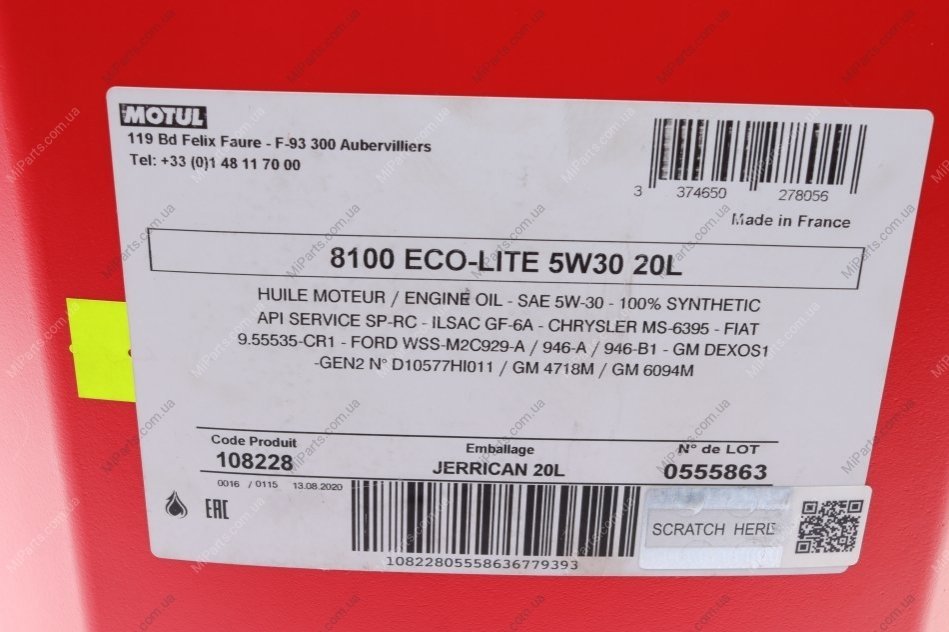 MOTUL
119 Bd Felix Faure - F-93 300 Aubervilliers
Tel: +33 (0)1 48 11 70 00
3 374650 278056
Made in France
8100 ECO-LITE 5W30 20L
HUILE MOTEUR / ENGINE OIL - SAE 5W-30 - 100% SYNTHETIC
API SERVICE SP-RC - ILSAC GF-6A - CHRYSLER MS-6395 - FIAT
9.55535-CR1 - FORD WSS-M2C929-A / 946-A / 946-B1 - GM DEXOS1
-GEN2 N° D10577HI011 / GM 4718M / GM 6094M
Code Produit
108228
Emballage
JERRICAN 20L
N° de LOT
0555863
0016 / 0115 13.08.2020
EAC
SCRATCH HERE
10822805558636779393
MiParts.com.ua